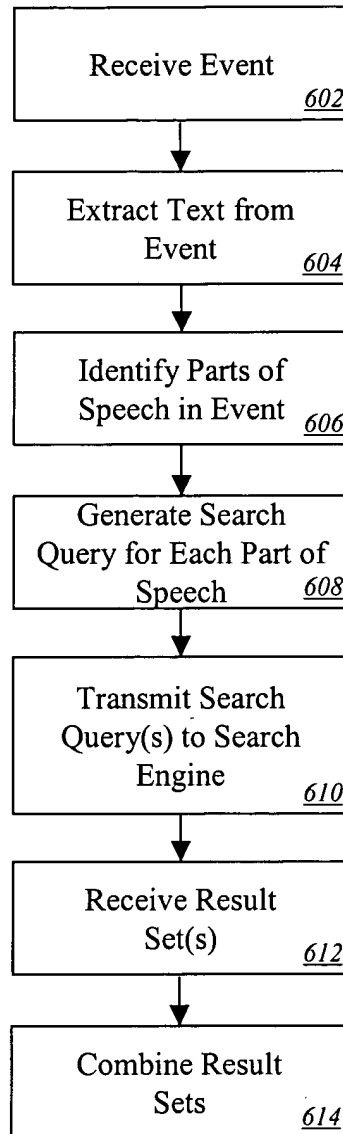 Receive Event
602
Extract Text from
Event
604
Identify Parts of
Speech in Event
606
Generate Search
Query for Each Part of
Speech
608
Transmit Search
Query(s) to Search
Engine
610
Receive Result
Set(s)
612
Combine Result
Sets
614